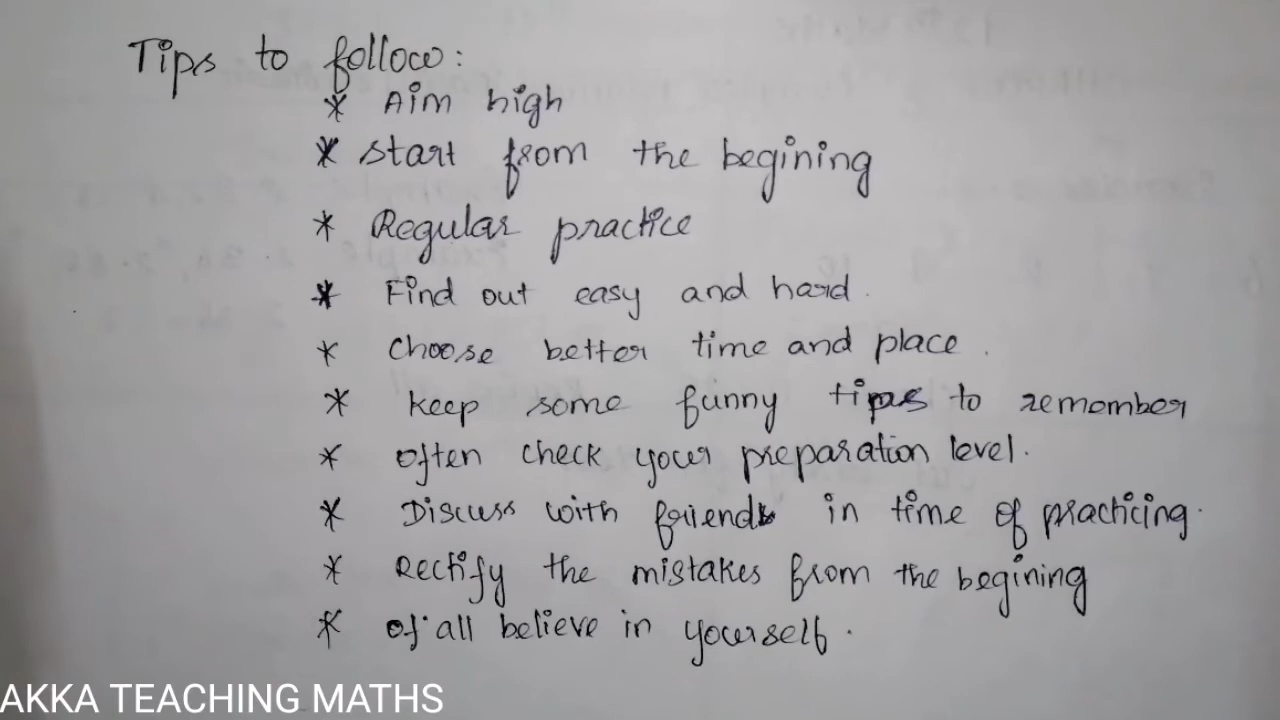 Tips to follow:
* Aim high
* start from the begining
* Regular practice
* Find out easy and hard.
* choose better time and place.
* keep some funny tips to remember
* often check your preparation level.
* Discuss with friends in time of practicing.
* Rectify the mistakes from the begining
* of all believe in yourself.
AKKA TEACHING MATHS